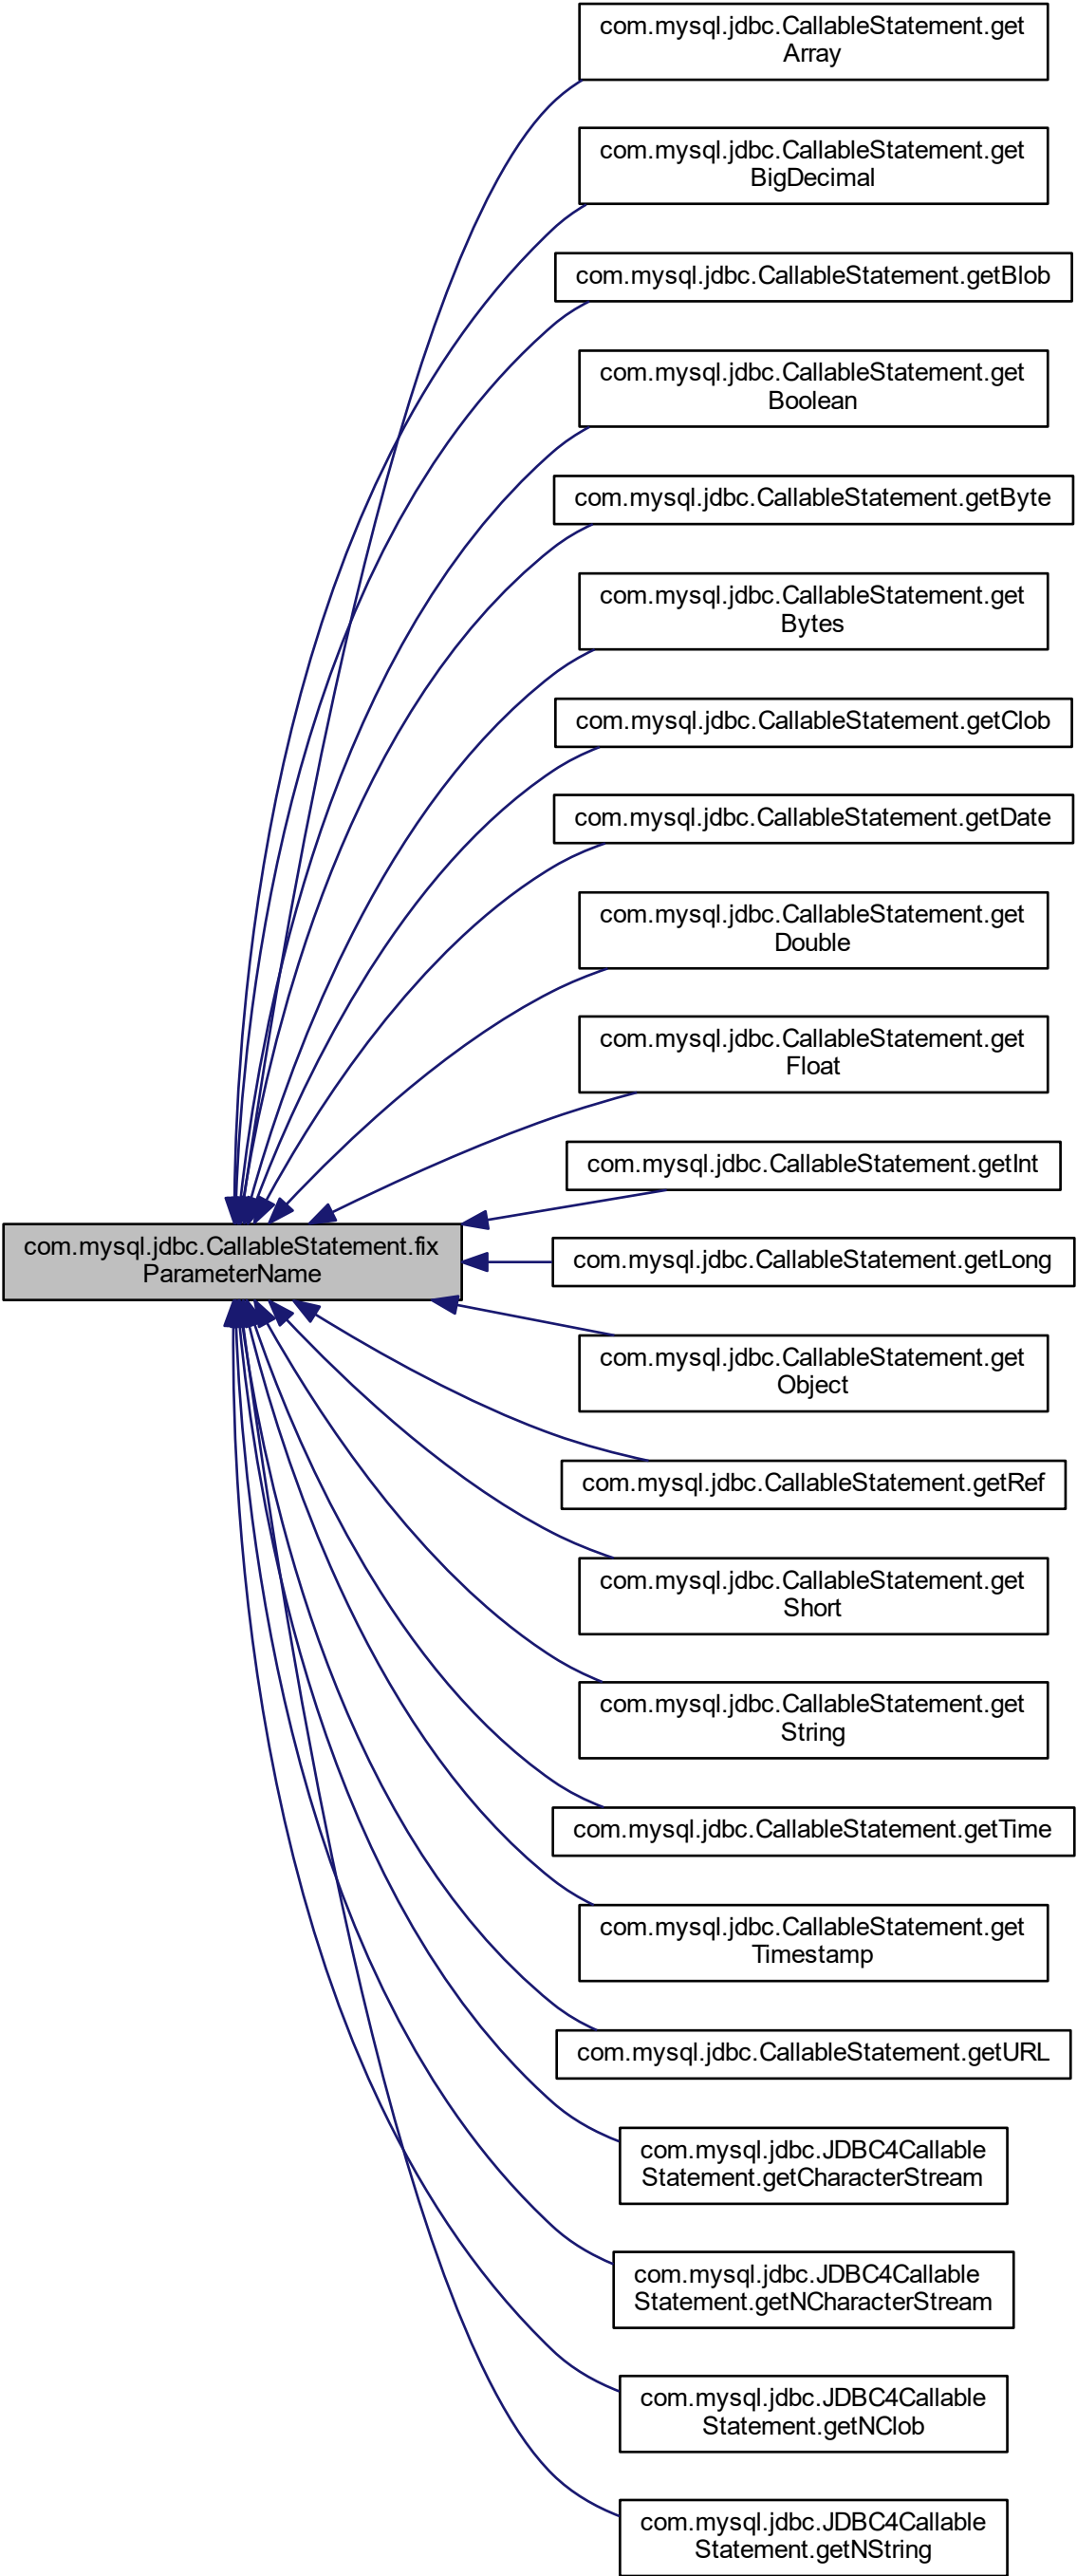 com.mysql.jdbc.CallableStatement.get
Array
com.mysql.jdbc.CallableStatement.get
BigDecimal
com.mysql.jdbc.CallableStatement.getBlob
com.mysql.jdbc.CallableStatement.get
Boolean
com.mysql.jdbc.CallableStatement.getByte
com.mysql.jdbc.CallableStatement.get
Bytes
com.mysql.jdbc.CallableStatement.getClob
com.mysql.jdbc.CallableStatement.getDate
com.mysql.jdbc.CallableStatement.get
Double
com.mysql.jdbc.CallableStatement.get
Float
com.mysql.jdbc.CallableStatement.getInt
com.mysql.jdbc.CallableStatement.fix
ParameterName
com.mysql.jdbc.CallableStatement.getLong
com.mysql.jdbc.CallableStatement.get
Object
com.mysql.jdbc.CallableStatement.getRef
com.mysql.jdbc.CallableStatement.get
Short
com.mysql.jdbc.CallableStatement.get
String
com.mysql.jdbc.CallableStatement.getTime
com.mysql.jdbc.CallableStatement.get
Timestamp
com.mysql.jdbc.CallableStatement.getURL
com.mysql.jdbc.JDBC4Callable
Statement.getCharacterStream
com.mysql.jdbc.JDBC4Callable
Statement.getNCharacterStream
com.mysql.jdbc.JDBC4Callable
Statement.getNClob
com.mysql.jdbc.JDBC4Callable
Statement.getNString